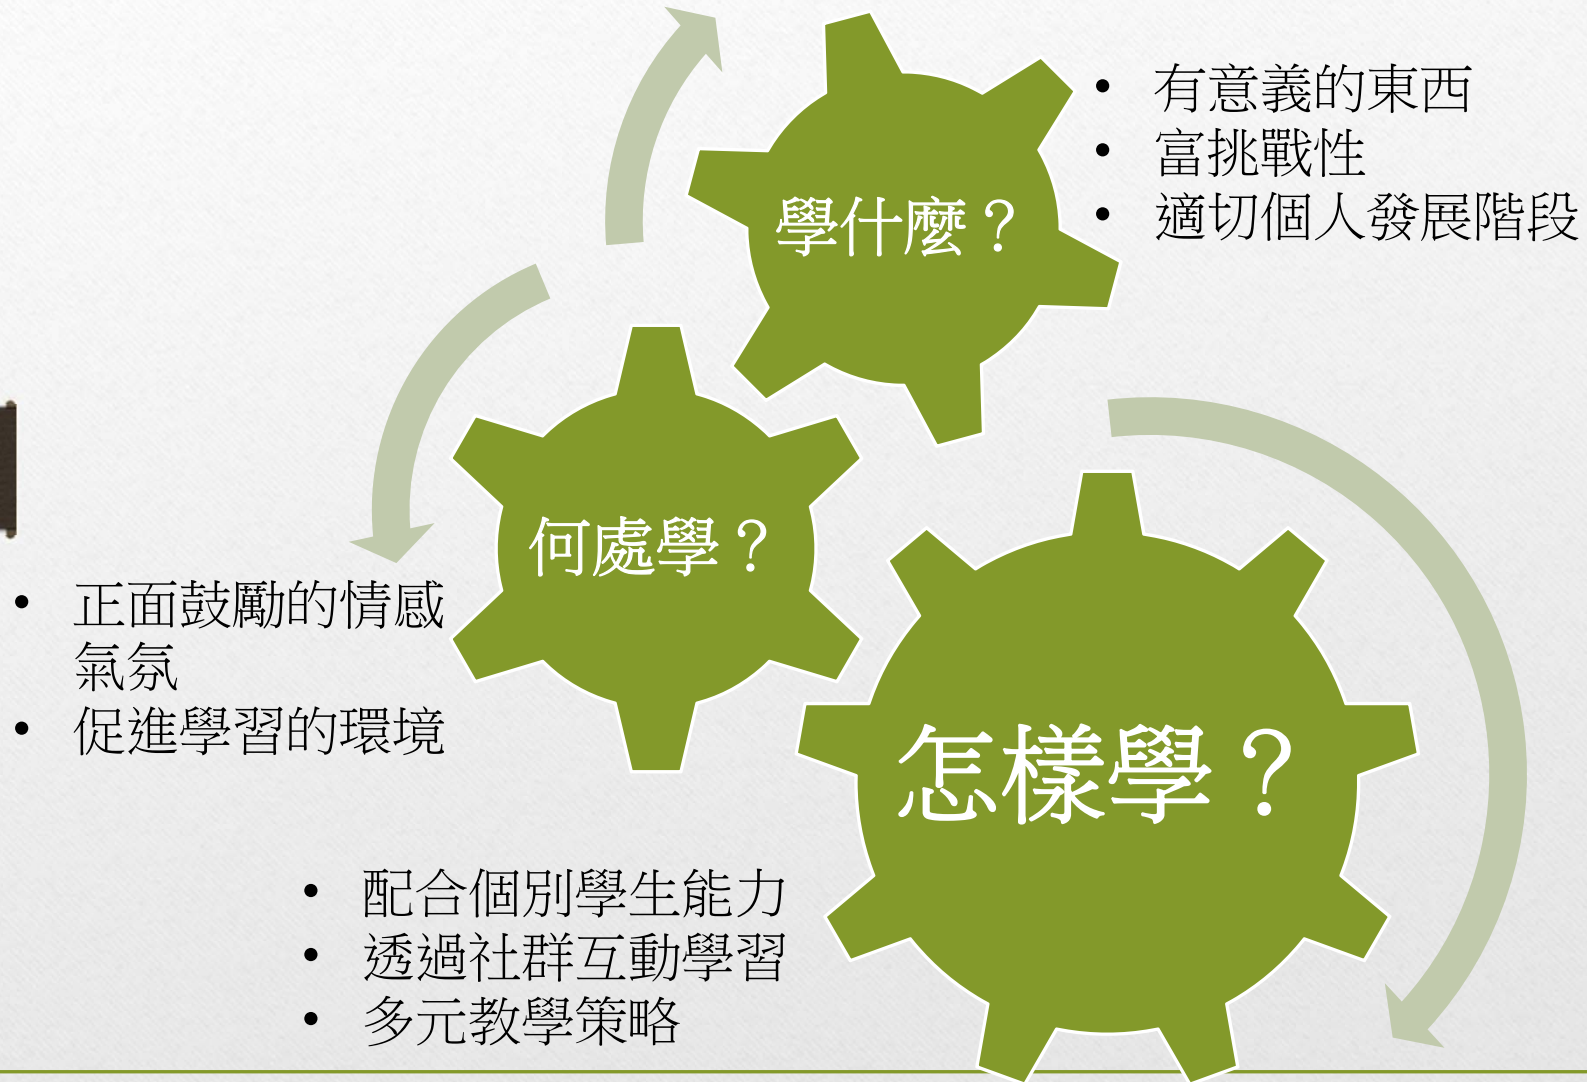 學什麼？
• 有意義的東西
• 富挑戰性
• 適切個人發展階段
何處學？
• 正面鼓勵的情感
氣氛
• 促進學習的環境
怎樣學？
• 配合個別學生能力
• 透過社群互動學習
• 多元教學策略